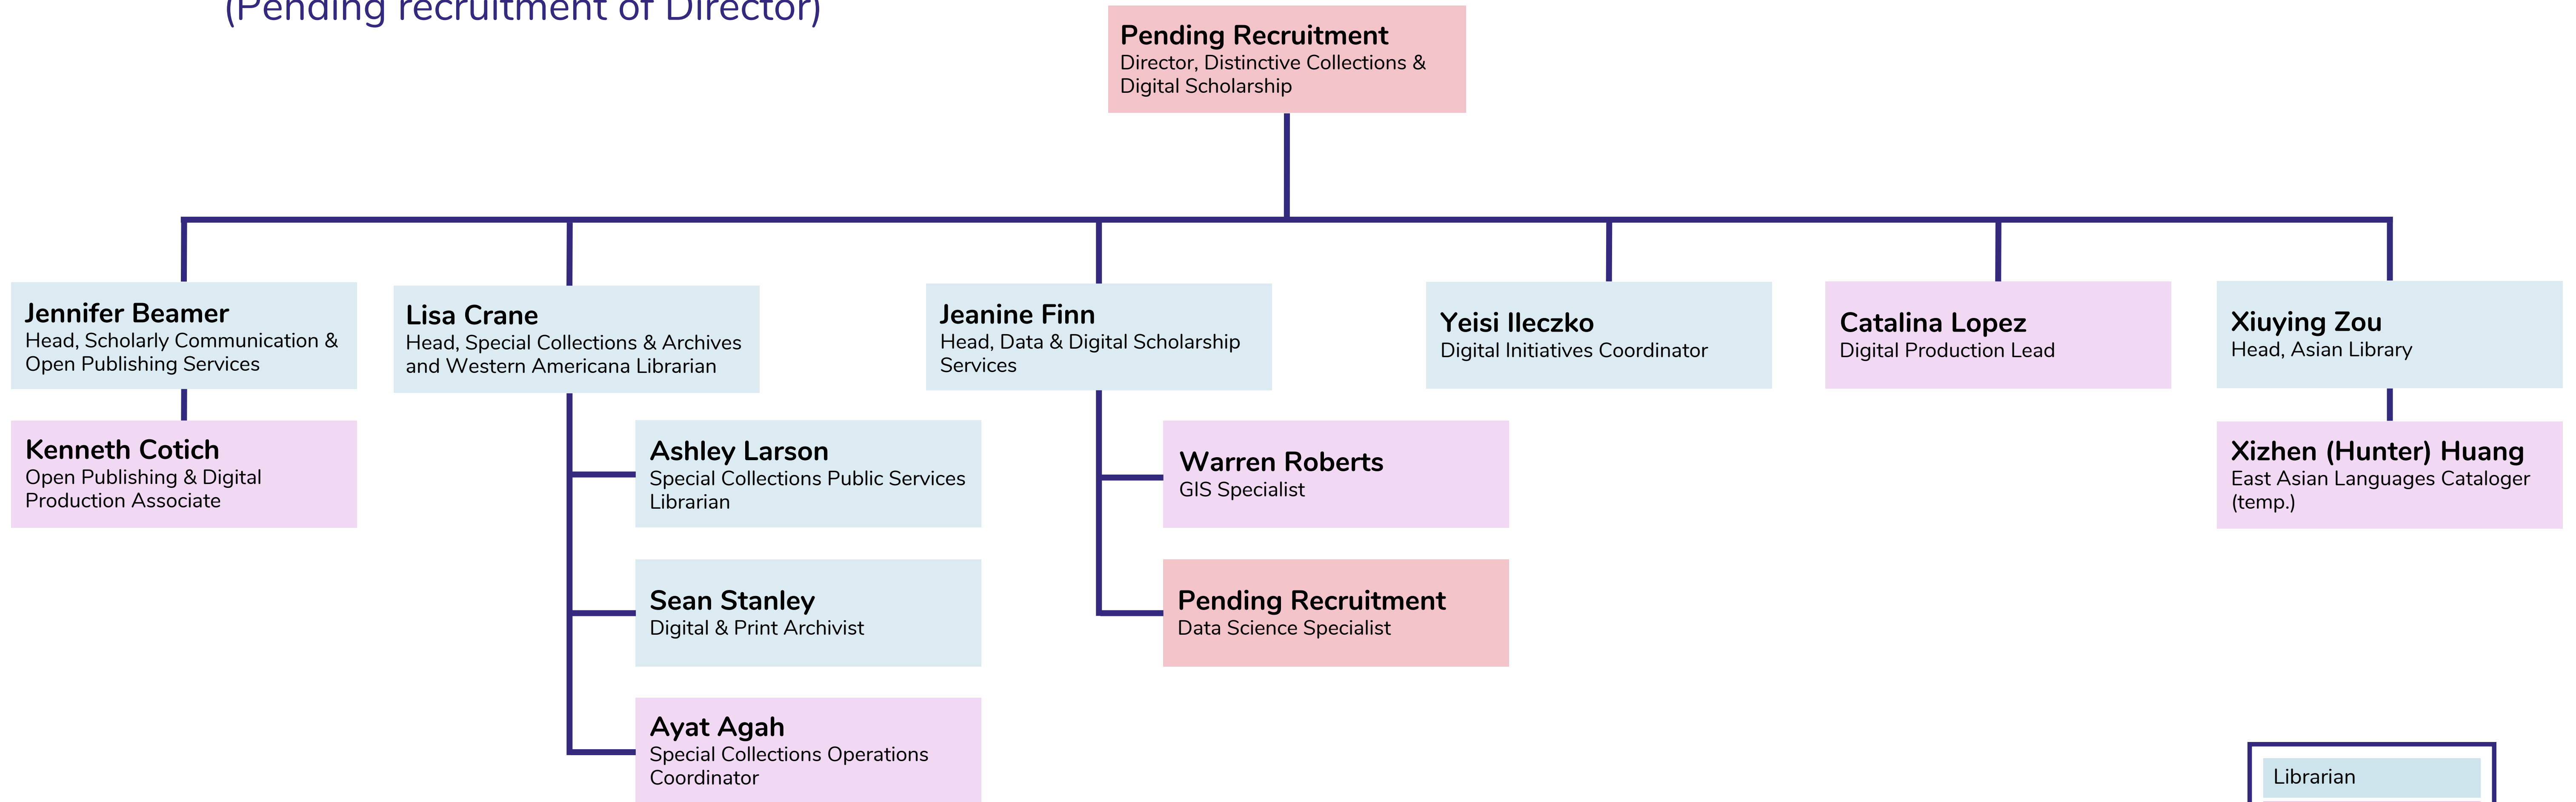 (Pending recruitment of Director)
Pending Recruitment
Director, Distinctive Collections &
Digital Scholarship
Jennifer Beamer
Head, Scholarly Communication &
Open Publishing Services
Lisa Crane
Head, Special Collections & Archives
and Western Americana Librarian
Jeanine Finn
Head, Data & Digital Scholarship
Services
Yeisi Ileczko
Digital Initiatives Coordinator
Catalina Lopez
Digital Production Lead
Xiuying Zou
Head, Asian Library
Kenneth Cotich
Open Publishing & Digital
Production Associate
Ashley Larson
Special Collections Public Services
Librarian
Warren Roberts
GIS Specialist
Xizhen (Hunter) Huang
East Asian Languages Cataloger
(temp.)
Sean Stanley
Digital & Print Archivist
Pending Recruitment
Data Science Specialist
Ayat Agah
Special Collections Operations
Coordinator
Librarian